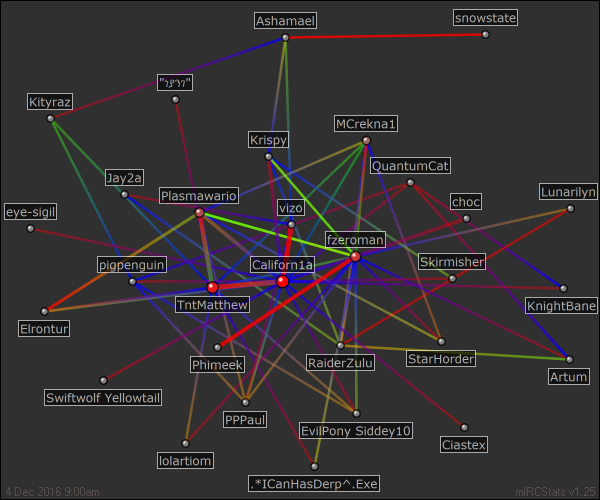 Ashamael
snowstate
Kityraz
Krispy
MCrekna1
QuantumCat
Jay2a
Plasmawario
vizo
choc
Lunarilyn
eye-sigil
fzeroman
pigpenguin
Californ1a
Skirmisher
TntMatthew
KnightBane
Elrontur
Phimeek
RaiderZulu
StarHorder
Artum
Swiftwolf Yellowtail
PPPaul
EvilPony Siddey10
Ciastex
lolartiom
.*ICanHasDerp^.Exe
4 Dec 2016 9:00am
mIRCStats v1.25